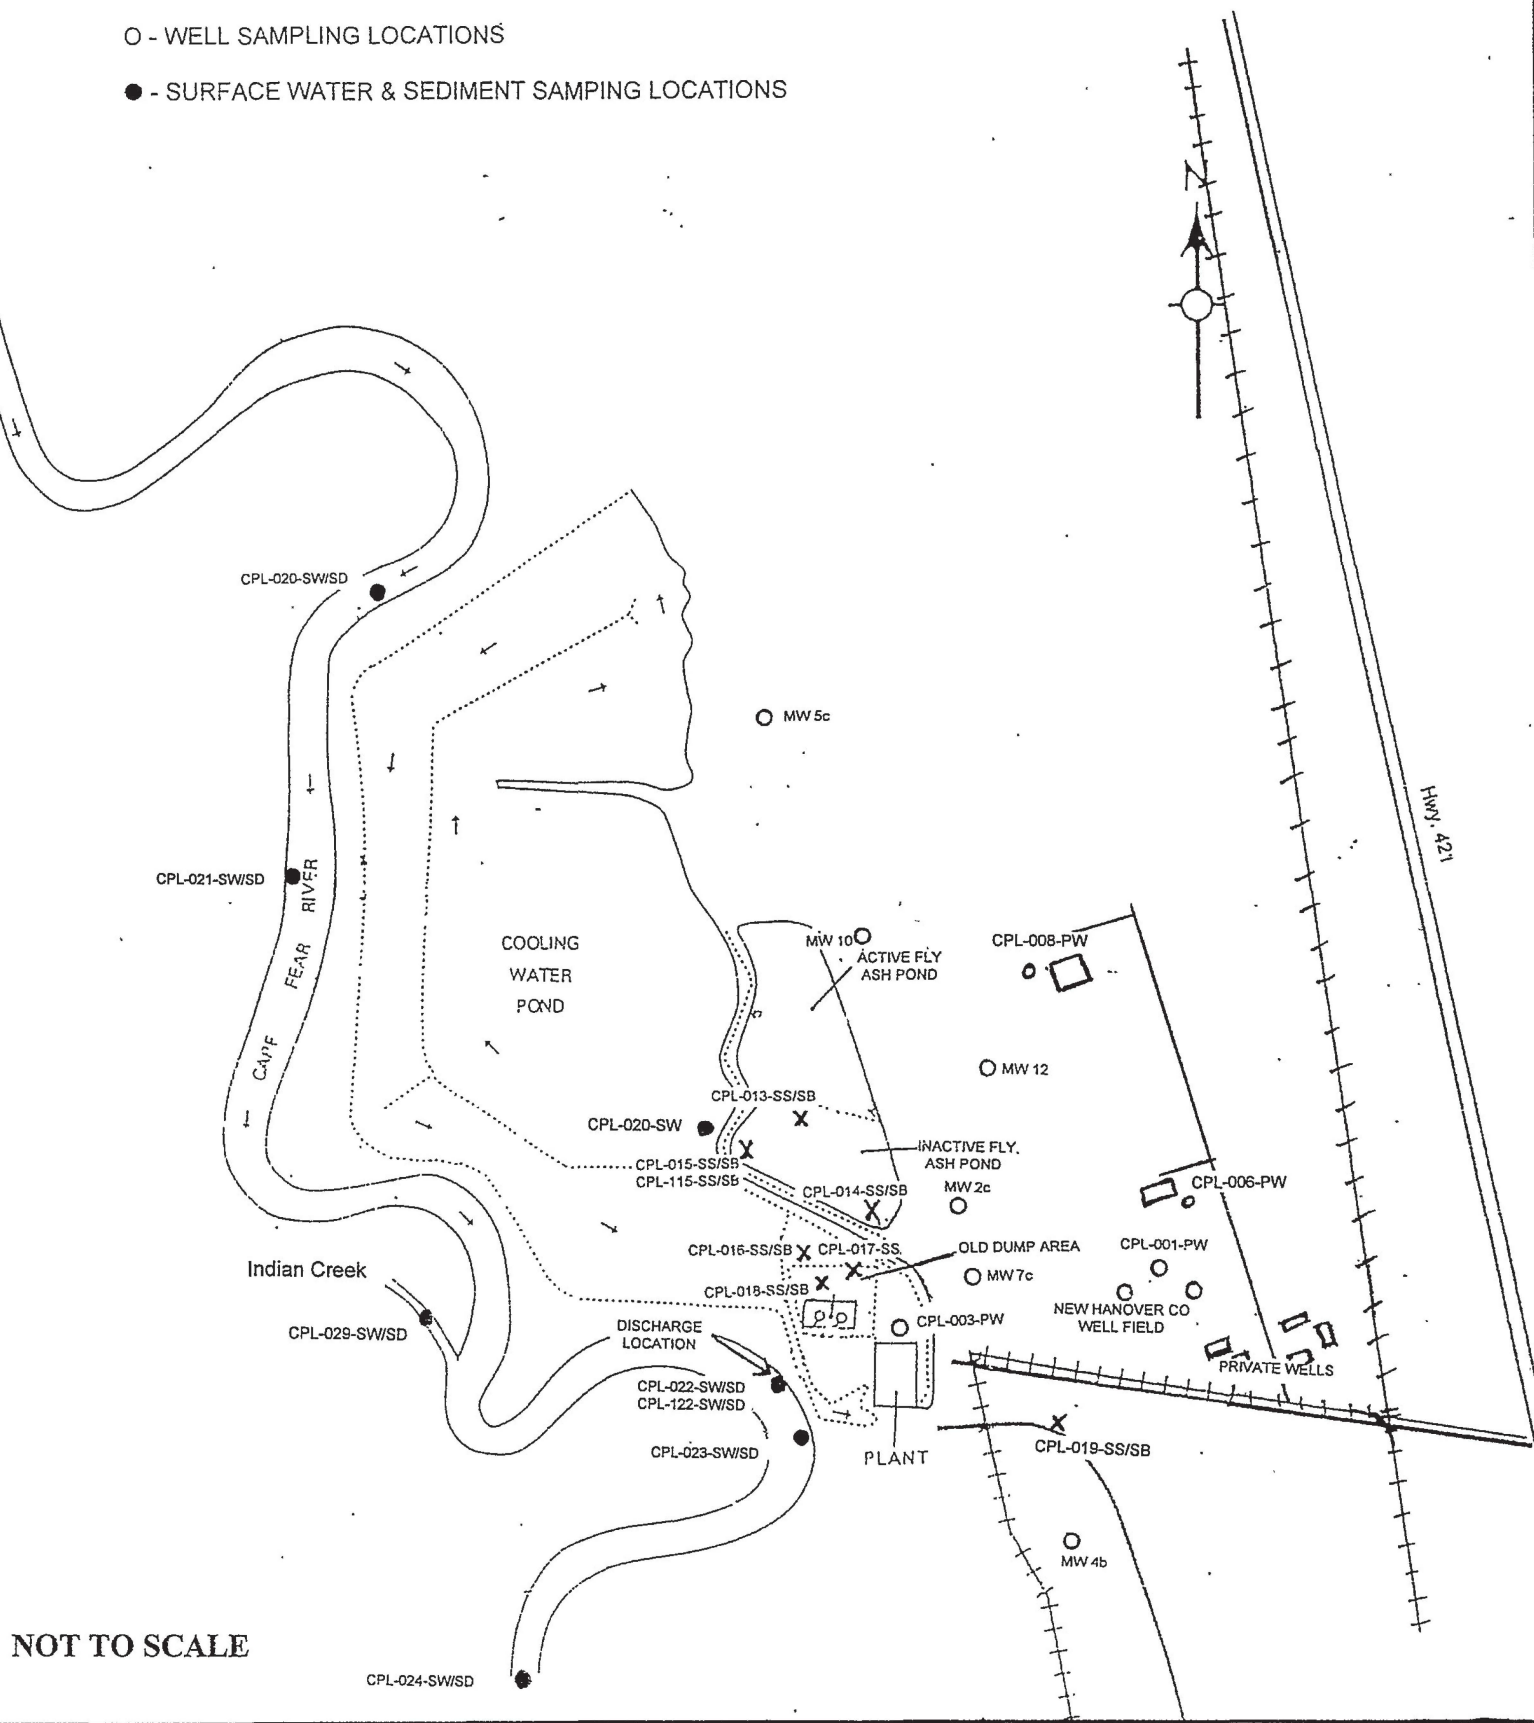 O - WELL SAMPLING LOCATIONS
● - SURFACE WATER & SEDIMENT SAMPING LOCATIONS
N
CPL-020-SW/SD
MW 5c
Hwy. 421
CPL-021-SW/SD
CAPE FEAR RIVER
COOLING
WATER
POND
MW 10
ACTIVE FLY
ASH POND
CPL-008-PW
MW 12
CPL-013-SS/SB
CPL-020-SW
INACTIVE FLY.
ASH POND
CPL-015-SS/SB
CPL-115-SS/SB
CPL-014-SS/SB
MW 2c
CPL-006-PW
CPL-016-SS/SB
CPL-017-SS
OLD DUMP AREA
CPL-001-PW
Indian Creek
MW 7c
CPL-018-SS/SB
NEW HANOVER CO
WELL FIELD
CPL-029-SW/SD
DISCHARGE
LOCATION
CPL-003-PW
PRIVATE WELLS
CPL-022-SW/SD
CPL-122-SW/SD
CPL-023-SW/SD
PLANT
CPL-019-SS/SB
MW 4b
NOT TO SCALE
CPL-024-SW/SD